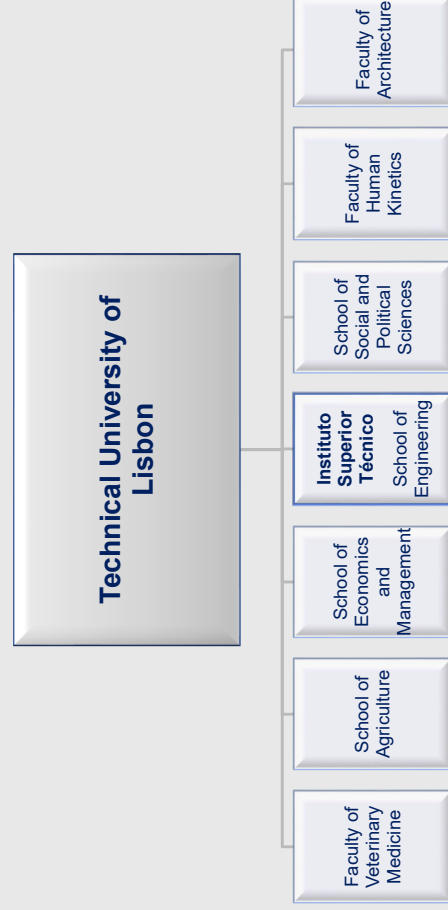 Technical University of
Lisbon
Faculty of
Veterinary
Medicine
School of
Agriculture
School of
Economics
and
Management
Instituto
Superior
Técnico
School of
Engineering
School of
Social and
Political
Sciences
Faculty of
Human
Kinetics
Faculty of
Architecture